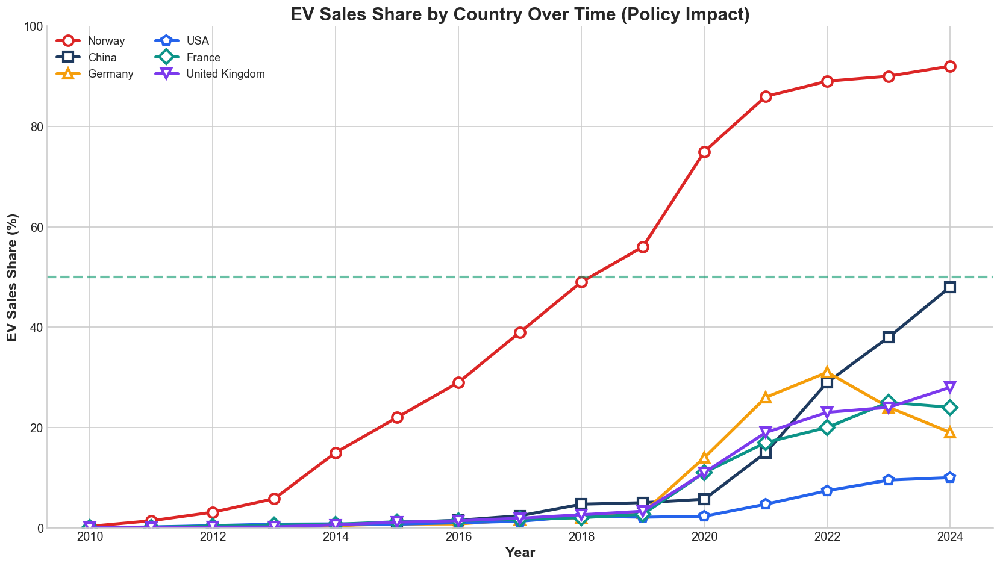 EV Sales Share by Country Over Time (Policy Impact)
Norway
China
Germany
USA
France
United Kingdom
EV Sales Share (%)
100
80
60
40
20
0
2010 2012 2014 2016 2018 2020 2022 2024
Year